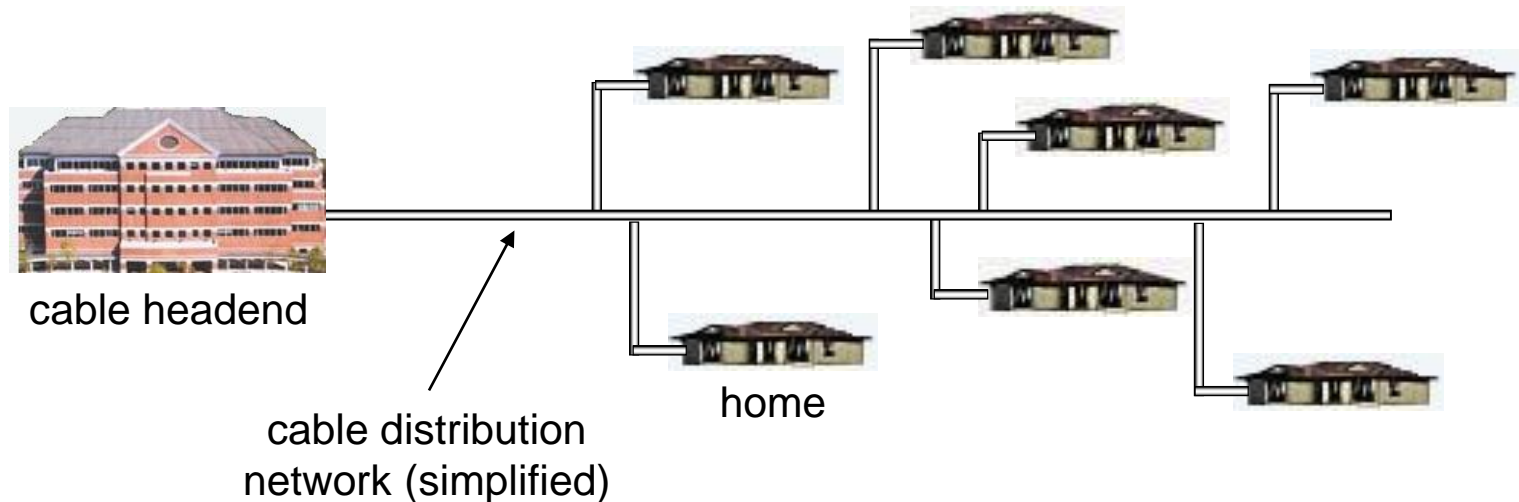 cable headend
home
cable distribution
network (simplified)